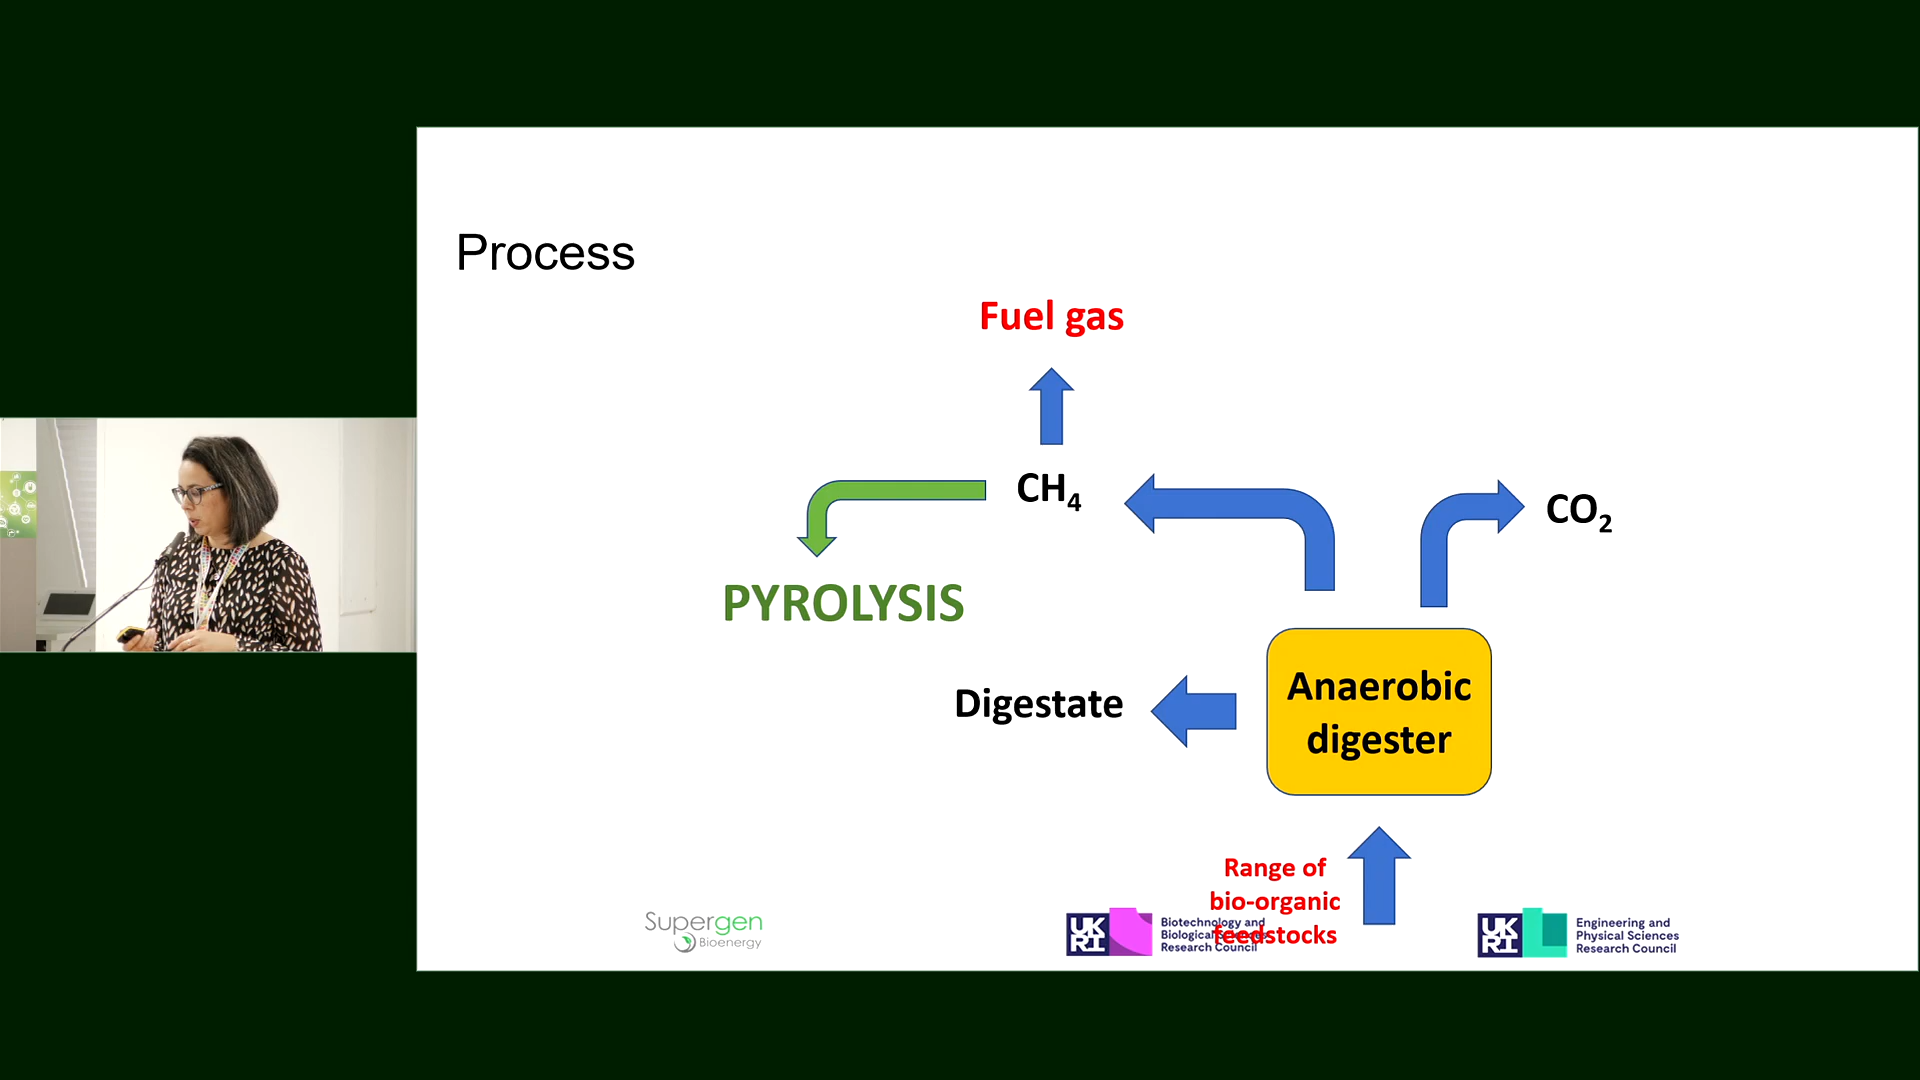 Process
Fuel gas
CH₄
CO₂
PYROLYSIS
Anaerobic
digester
Digestate
Range of
bio-organic
feedstocks
Supergen
Bioenergy
UK
RI
Biotechnology and
Biological Sciences
Research Council
UK
RI
Engineering and
Physical Sciences
Research Council